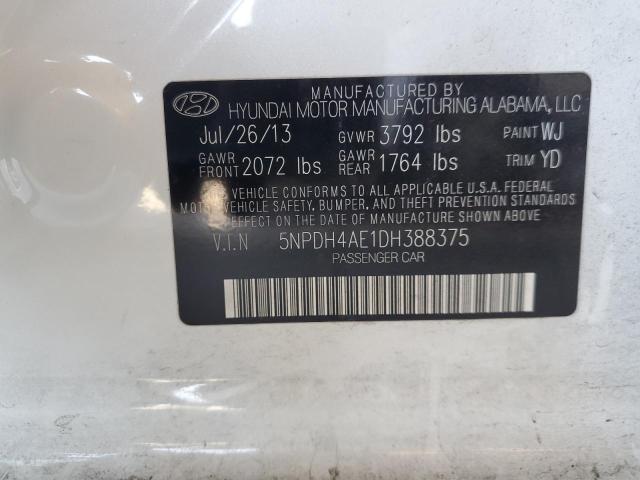 MANUFACTURED BY
HYUNDAI MOTOR MANUFACTURING ALABAMA, LLC
Jul/26/13 GVWR 3792 lbs PAINT WJ
GAWR FRONT 2072 lbs GAWR REAR 1764 lbs TRIM YD
VEHICLE CONFORMS TO ALL APPLICABLE U.S.A. FEDERAL
MOTOR VEHICLE SAFETY, BUMPER, AND THEFT PREVENTION
STANDARDS IN EFFECT ON THE DATE OF MANUFACTURE SHOWN ABOVE.
V.I.N 5NPDH4AE1DH388375
PASSENGER CAR